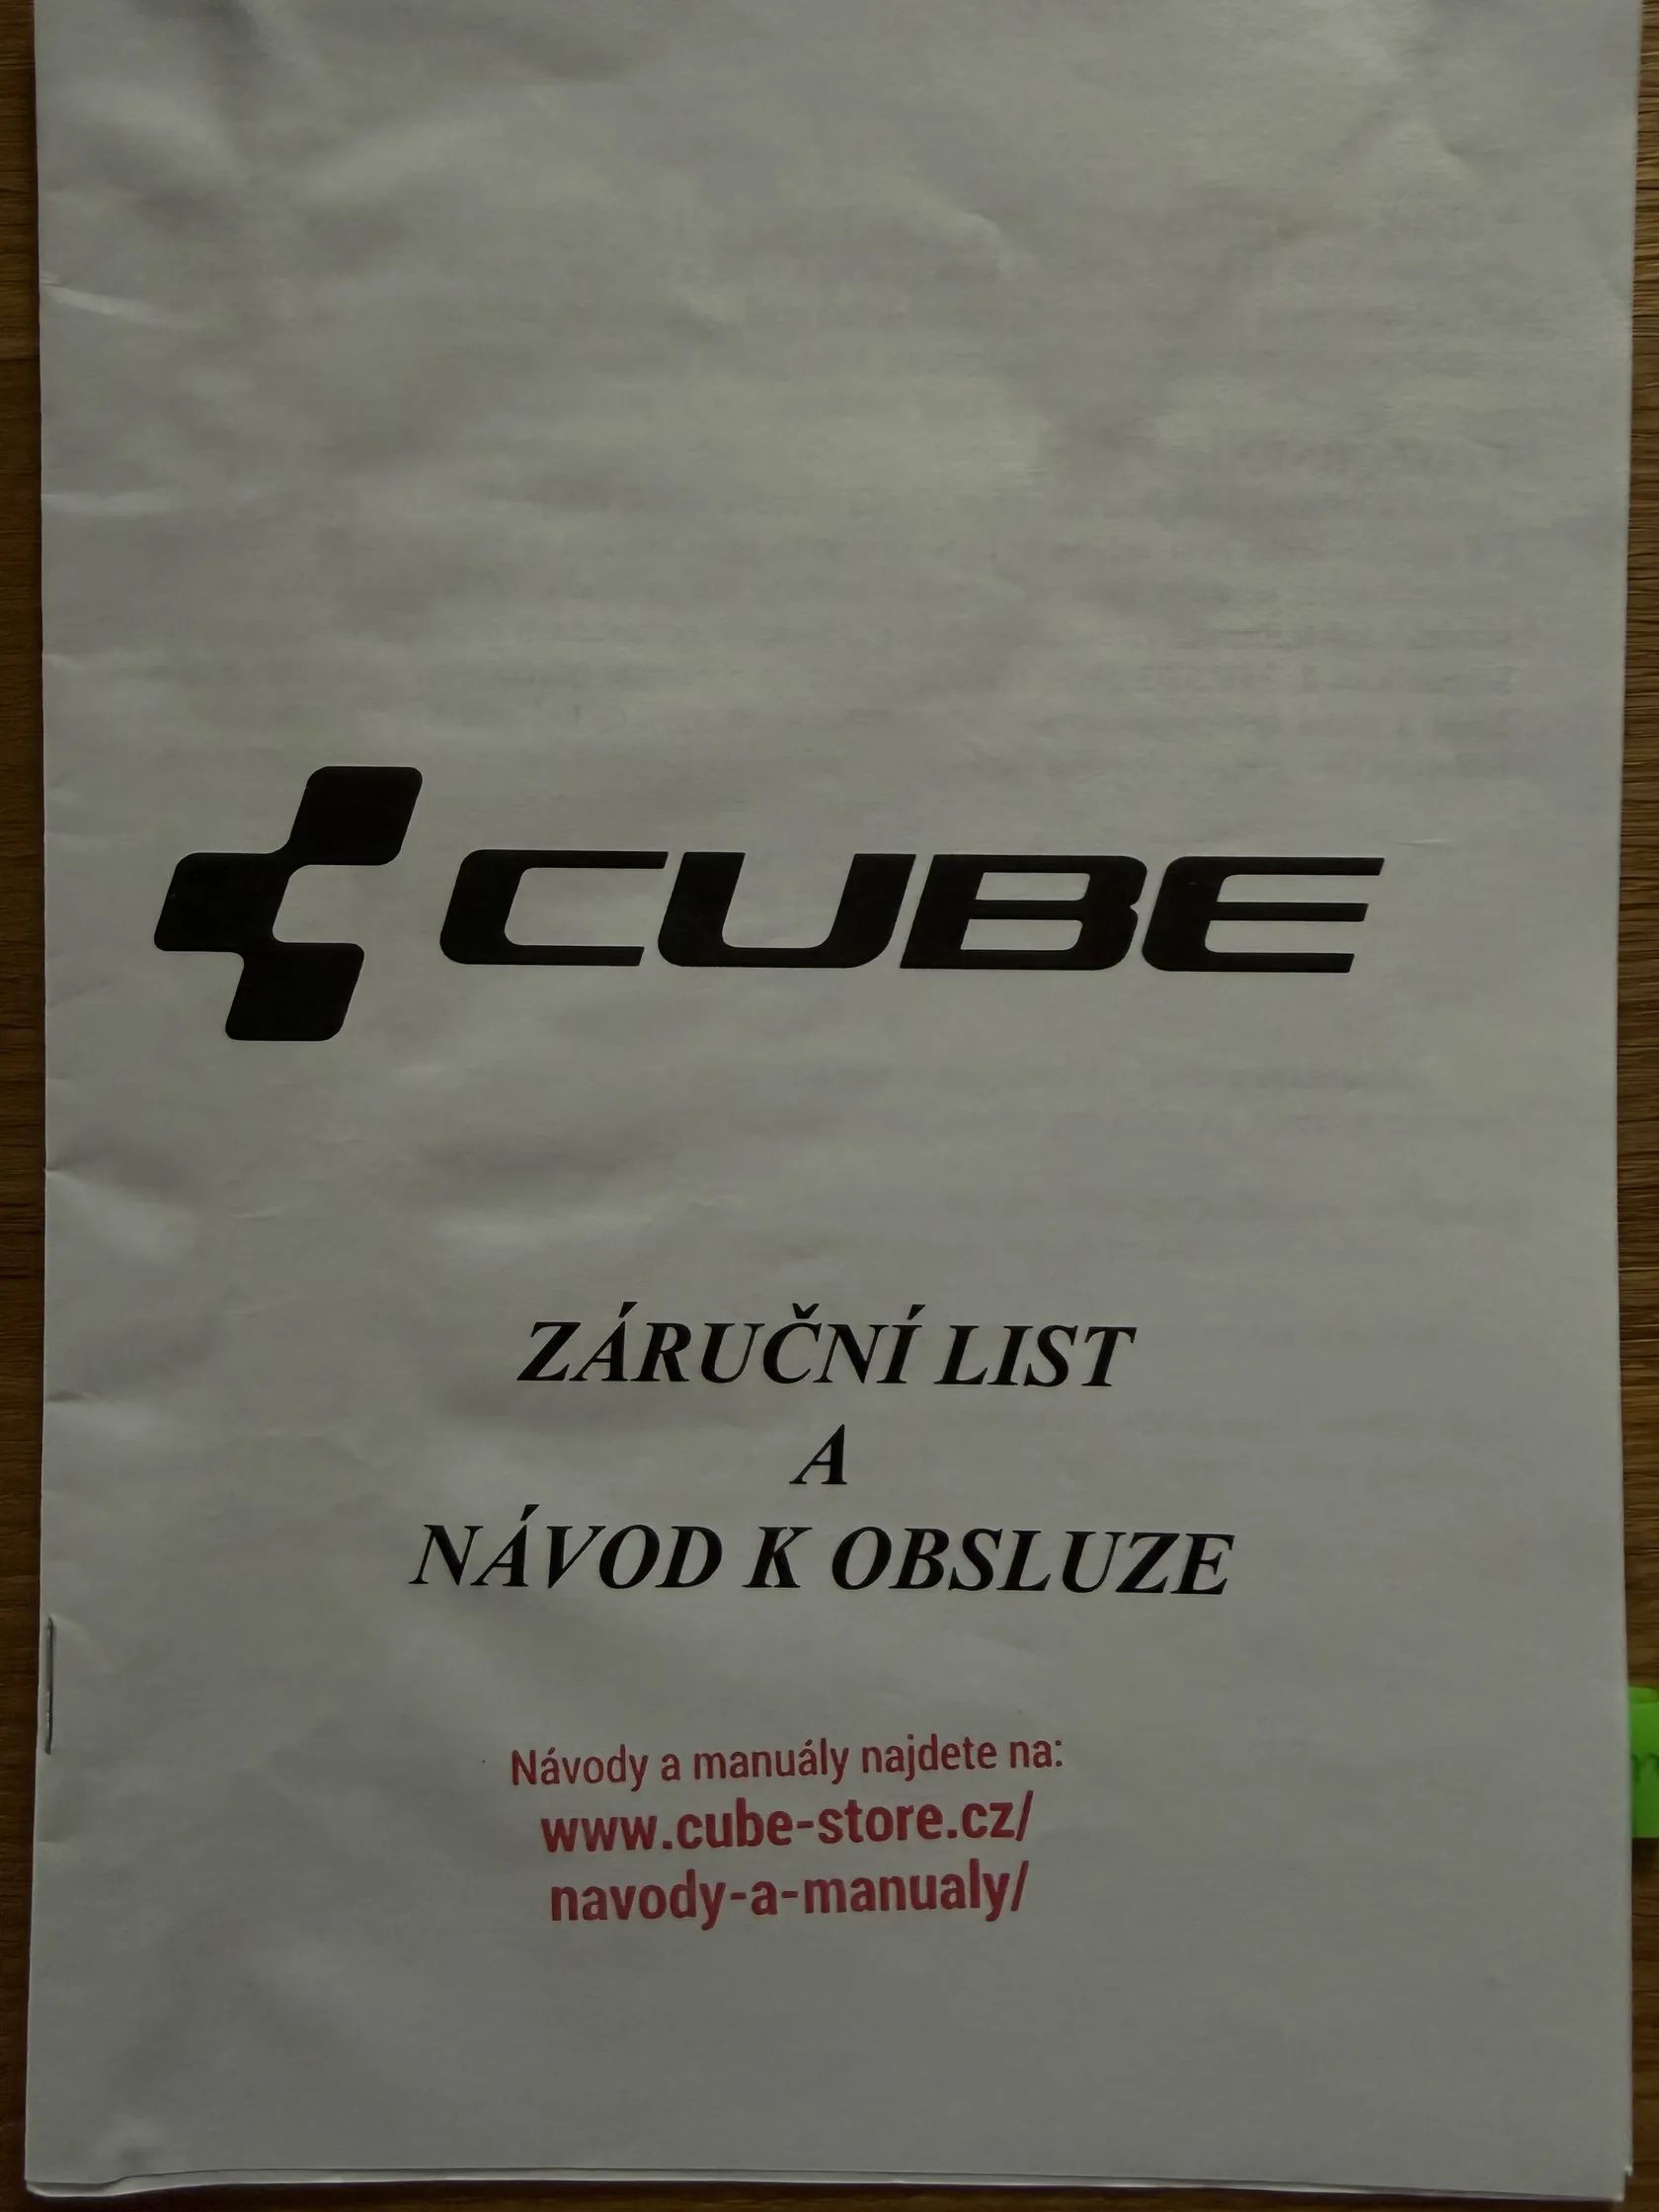 CUBE
ZÁRUČNÍ LIST
A
NÁVOD K OBSLUZE
Návody a manuály najdete na:
www.cube-store.cz/
navody-a-manualy/